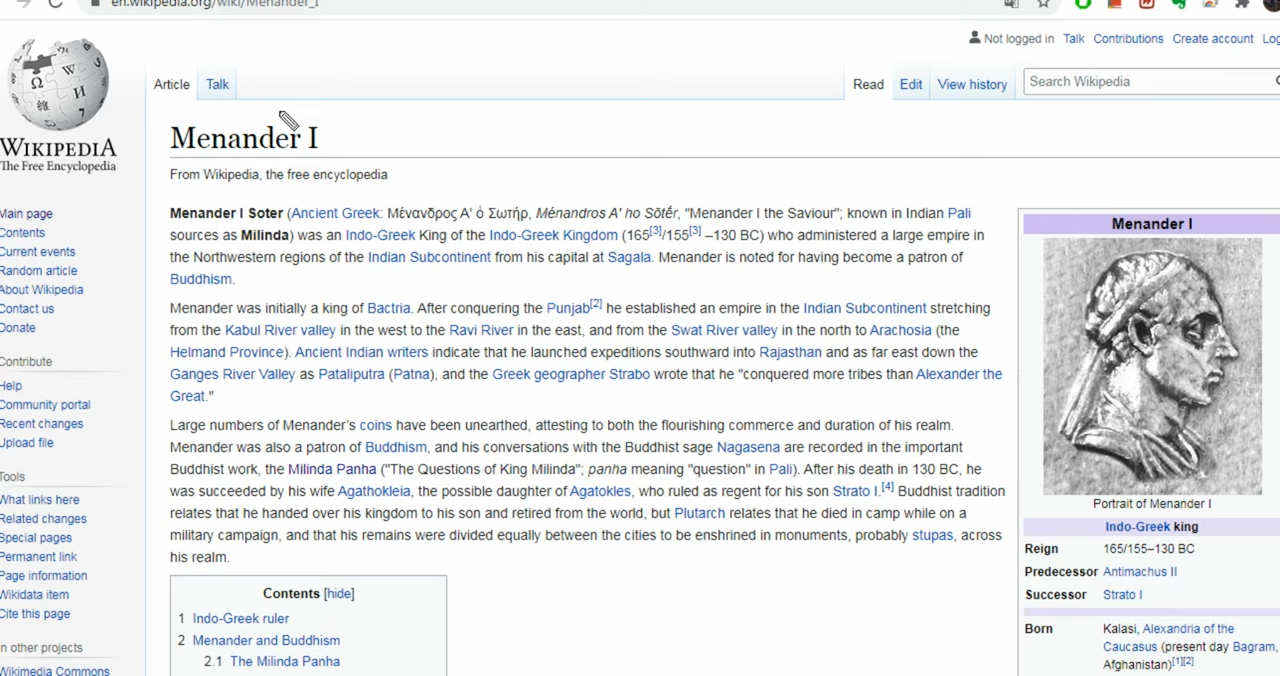 en.wikipedia.org/wiki/Menander_I
Not logged in Talk Contributions Create account Log
Article Talk Read Edit View history Search Wikipedia
WIKIPEDIA
The Free Encyclopedia
Main page
Contents
Current events
Random article
About Wikipedia
Contact us
Donate
Contribute
Help
Community portal
Recent changes
Upload file
Tools
What links here
Related changes
Special pages
Permanent link
Page information
Wikidata item
Cite this page
In other projects
Wikimedia Commons
Menander I
From Wikipedia, the free encyclopedia
Menander I Soter (Ancient Greek: Μένανδρος Αʹ ὁ Σωτήρ, Ménandros Aʹ ho Sōtḗr, "Menander I the Saviour"; known in Indian Pali
sources as Milinda) was an Indo-Greek King of the Indo-Greek Kingdom (165[3]/155[3] –130 BC) who administered a large empire in
the Northwestern regions of the Indian Subcontinent from his capital at Sagala. Menander is noted for having become a patron of
Buddhism.
Menander was initially a king of Bactria. After conquering the Punjab[2] he established an empire in the Indian Subcontinent stretching
from the Kabul River valley in the west to the Ravi River in the east, and from the Swat River valley in the north to Arachosia (the
Helmand Province). Ancient Indian writers indicate that he launched expeditions southward into Rajasthan and as far east down the
Ganges River Valley as Pataliputra (Patna), and the Greek geographer Strabo wrote that he "conquered more tribes than Alexander the
Great."
Large numbers of Menander's coins have been unearthed, attesting to both the flourishing commerce and duration of his realm.
Menander was also a patron of Buddhism, and his conversations with the Buddhist sage Nagasena are recorded in the important
Buddhist work, the Milinda Panha ("The Questions of King Milinda"; panha meaning "question" in Pali). After his death in 130 BC, he
was succeeded by his wife Agathokleia, the possible daughter of Agatokles, who ruled as regent for his son Strato I.[4] Buddhist tradition
relates that he handed over his kingdom to his son and retired from the world, but Plutarch relates that he died in camp while on a
military campaign, and that his remains were divided equally between the cities to be enshrined in monuments, probably stupas, across
his realm.
Contents [hide]
1 Indo-Greek ruler
2 Menander and Buddhism
2.1 The Milinda Panha
Menander I
Portrait of Menander I
Indo-Greek king
Reign 165/155–130 BC
Predecessor Antimachus II
Successor Strato I
Born Kalasi, Alexandria of the
Caucasus (present day Bagram,
Afghanistan)[1][2]